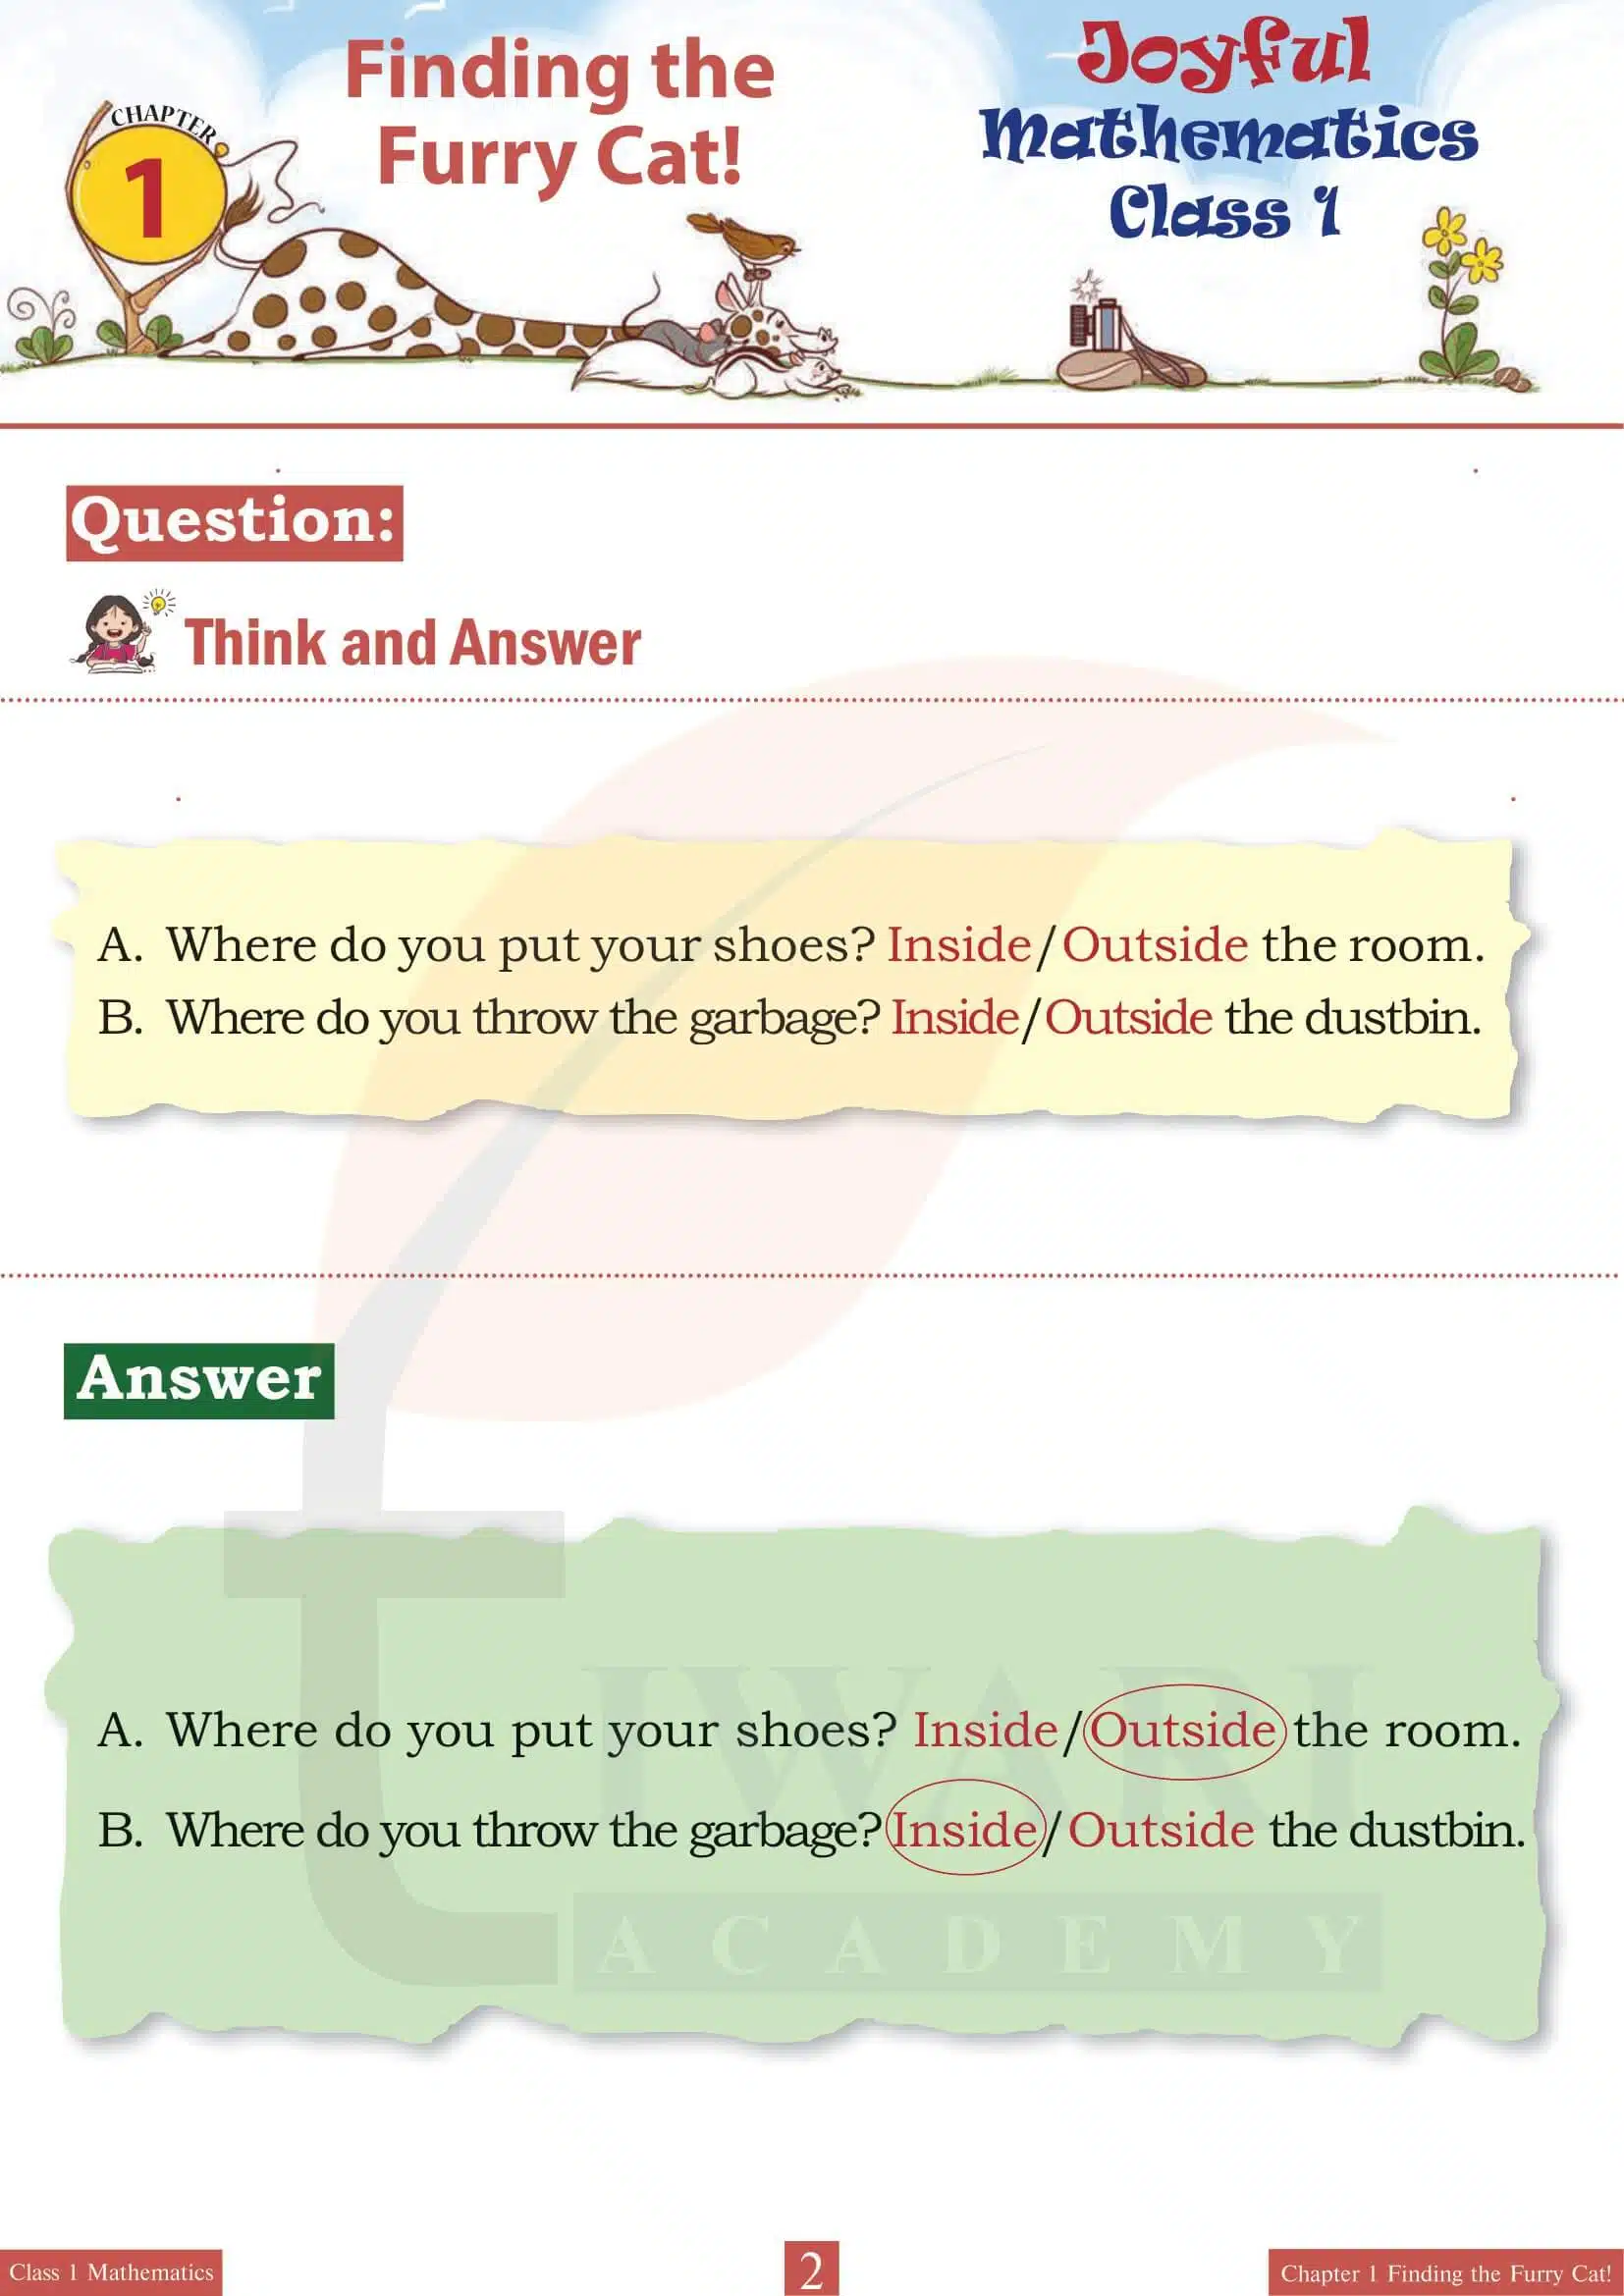 CHAPTER
1
Finding the
Furry Cat!
Joyful
Mathematics
Class 1
Question:
Think and Answer
A. Where do you put your shoes? Inside/Outside the room.
B. Where do you throw the garbage? Inside/Outside the dustbin.
Answer
A. Where do you put your shoes? Inside/Outside the room.
B. Where do you throw the garbage? Inside/Outside the dustbin.
tIWARI
ACADEMY
Class 1 Mathematics
2
Chapter 1 Finding the Furry Cat!